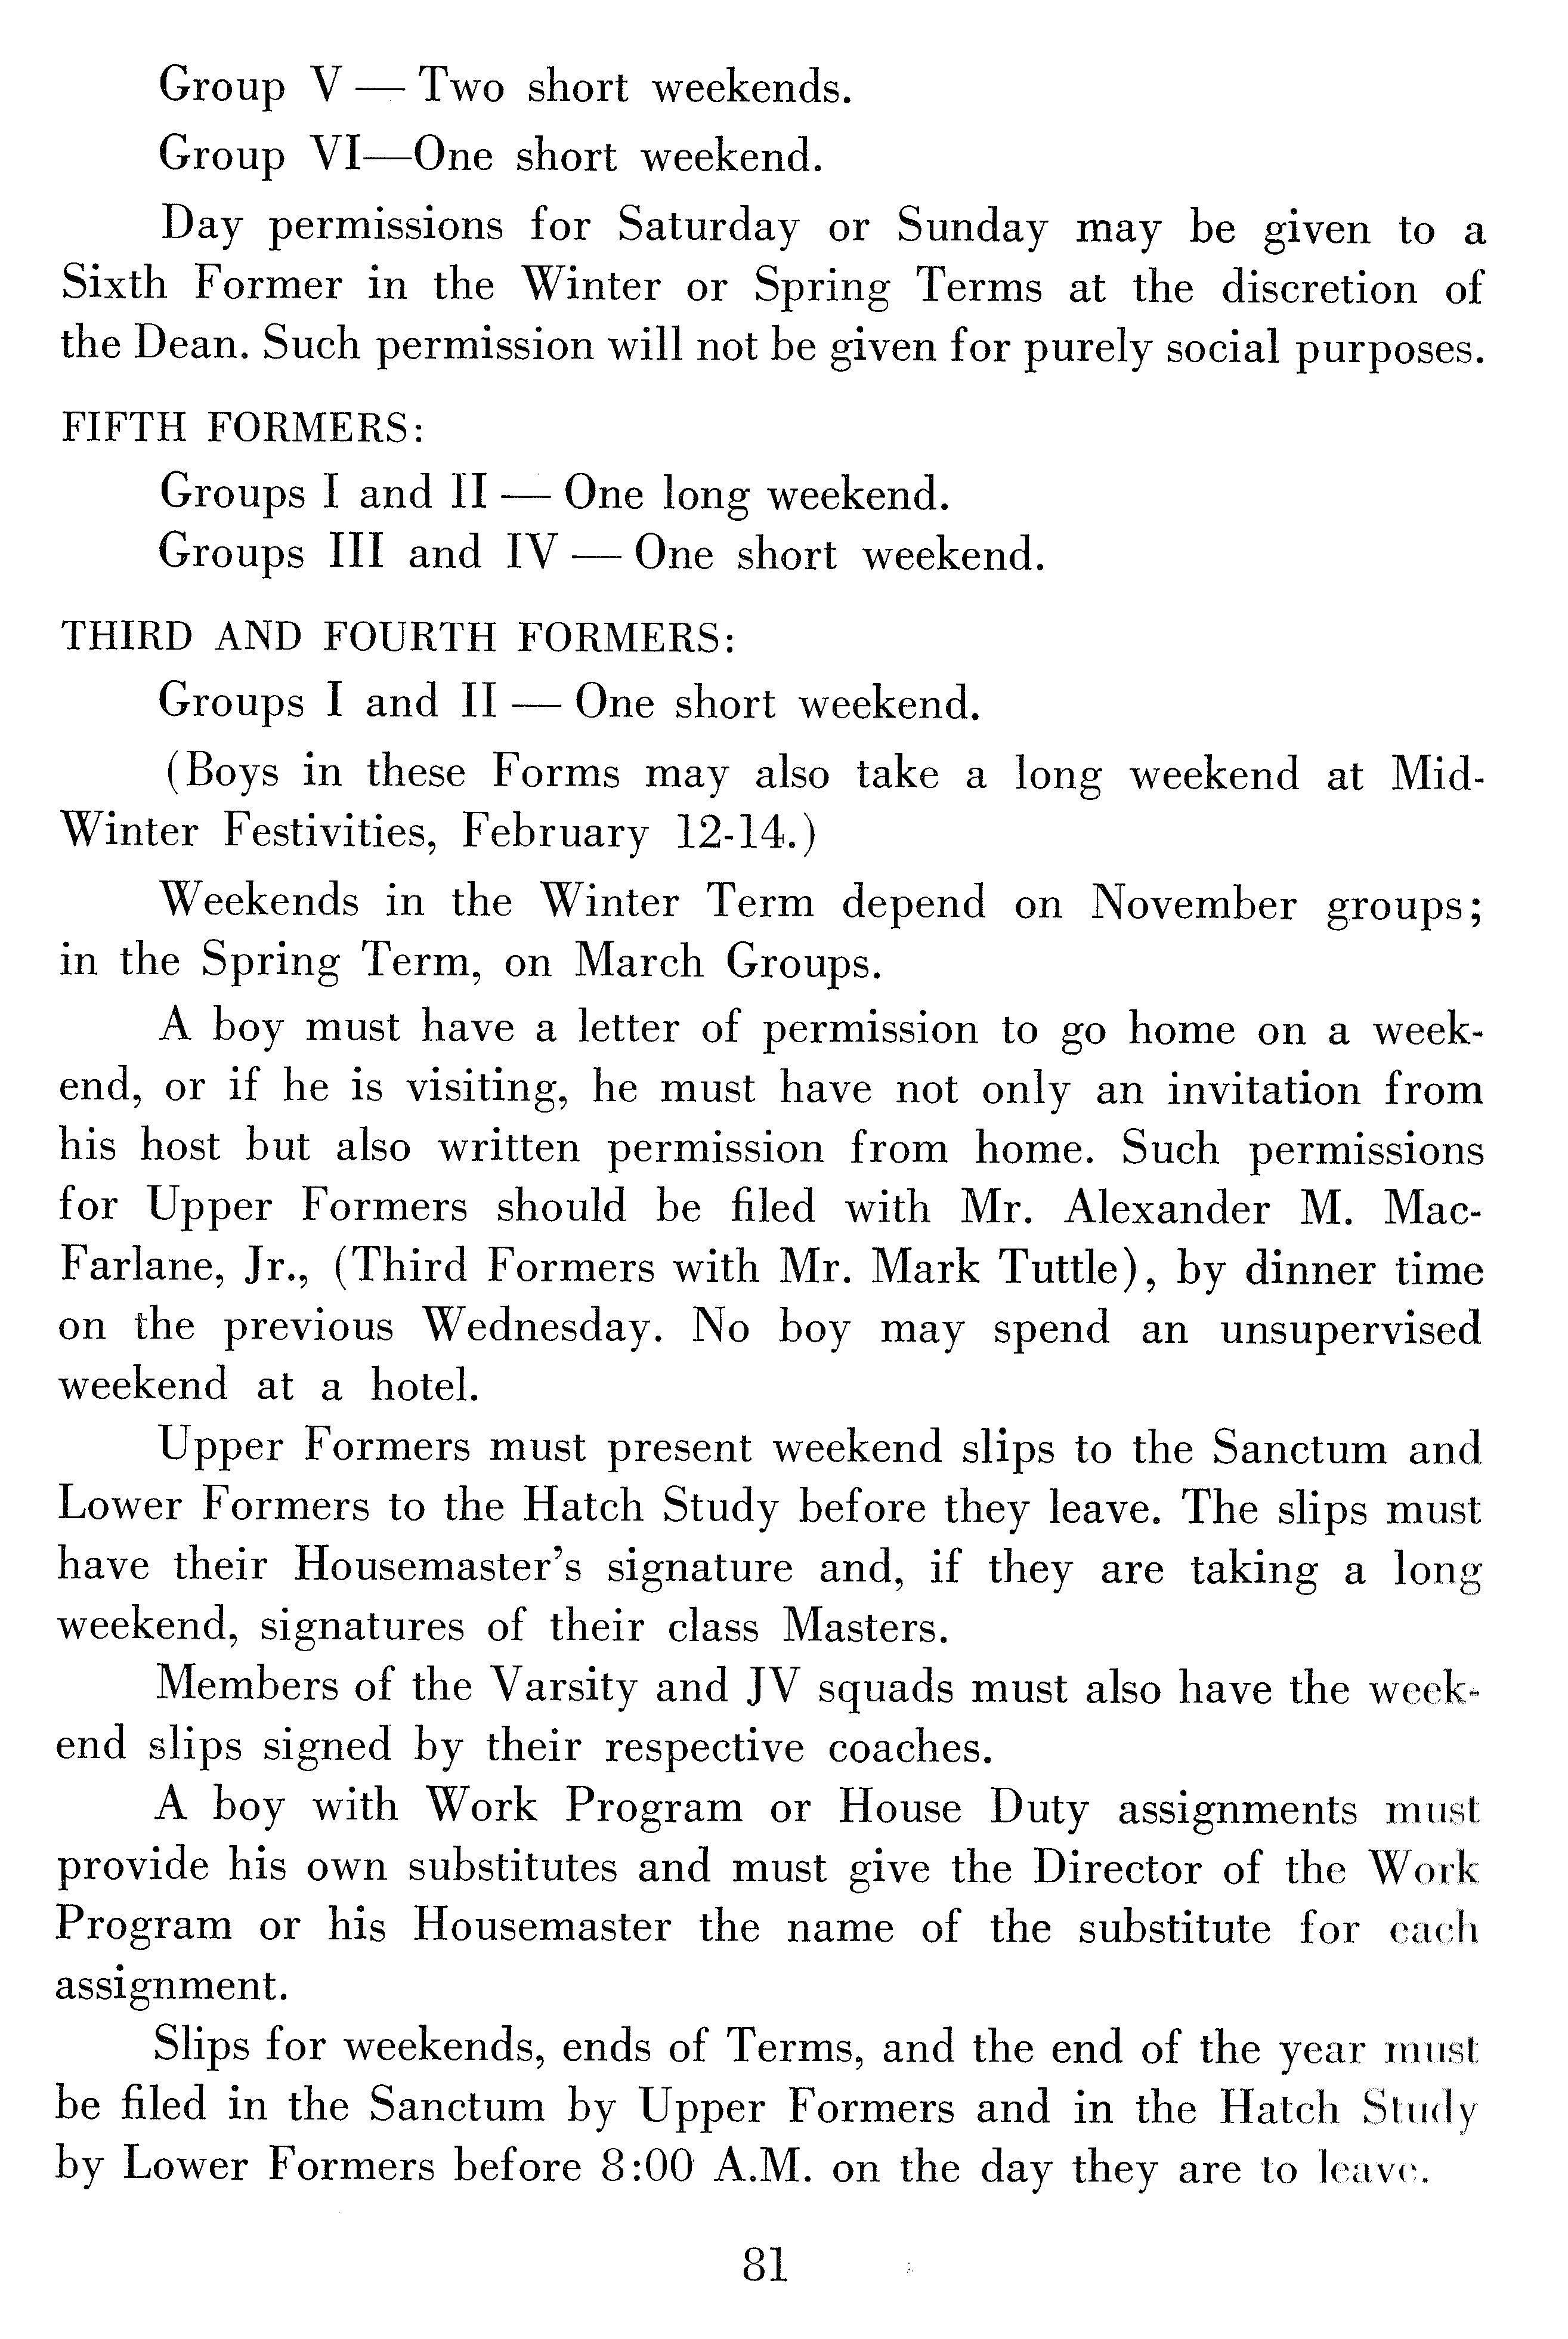 Group V — Two short weekends.
Group VI—One short weekend.
Day permissions for Saturday or Sunday may be given to a
Sixth Former in the Winter or Spring Terms at the discretion of
the Dean. Such permission will not be given for purely social purposes.
FIFTH FORMERS:
Groups I and II — One long weekend.
Groups III and IV — One short weekend.
THIRD AND FOURTH FORMERS:
Groups I and II — One short weekend.
(Boys in these Forms may also take a long weekend at Mid-
Winter Festivities, February 12-14.)
Weekends in the Winter Term depend on November groups;
in the Spring Term, on March Groups.
A boy must have a letter of permission to go home on a week-
end, or if he is visiting, he must have not only an invitation from
his host but also written permission from home. Such permissions
for Upper Formers should be filed with Mr. Alexander M. Mac-
Farlane, Jr., (Third Formers with Mr. Mark Tuttle), by dinner time
on the previous Wednesday. No boy may spend an unsupervised
weekend at a hotel.
Upper Formers must present weekend slips to the Sanctum and
Lower Formers to the Hatch Study before they leave. The slips must
have their Housemaster's signature and, if they are taking a long
weekend, signatures of their class Masters.
Members of the Varsity and JV squads must also have the week-
end slips signed by their respective coaches.
A boy with Work Program or House Duty assignments must
provide his own substitutes and must give the Director of the Work
Program or his Housemaster the name of the substitute for each
assignment.
Slips for weekends, ends of Terms, and the end of the year must
be filed in the Sanctum by Upper Formers and in the Hatch Study
by Lower Formers before 8:00 A.M. on the day they are to leave.
81